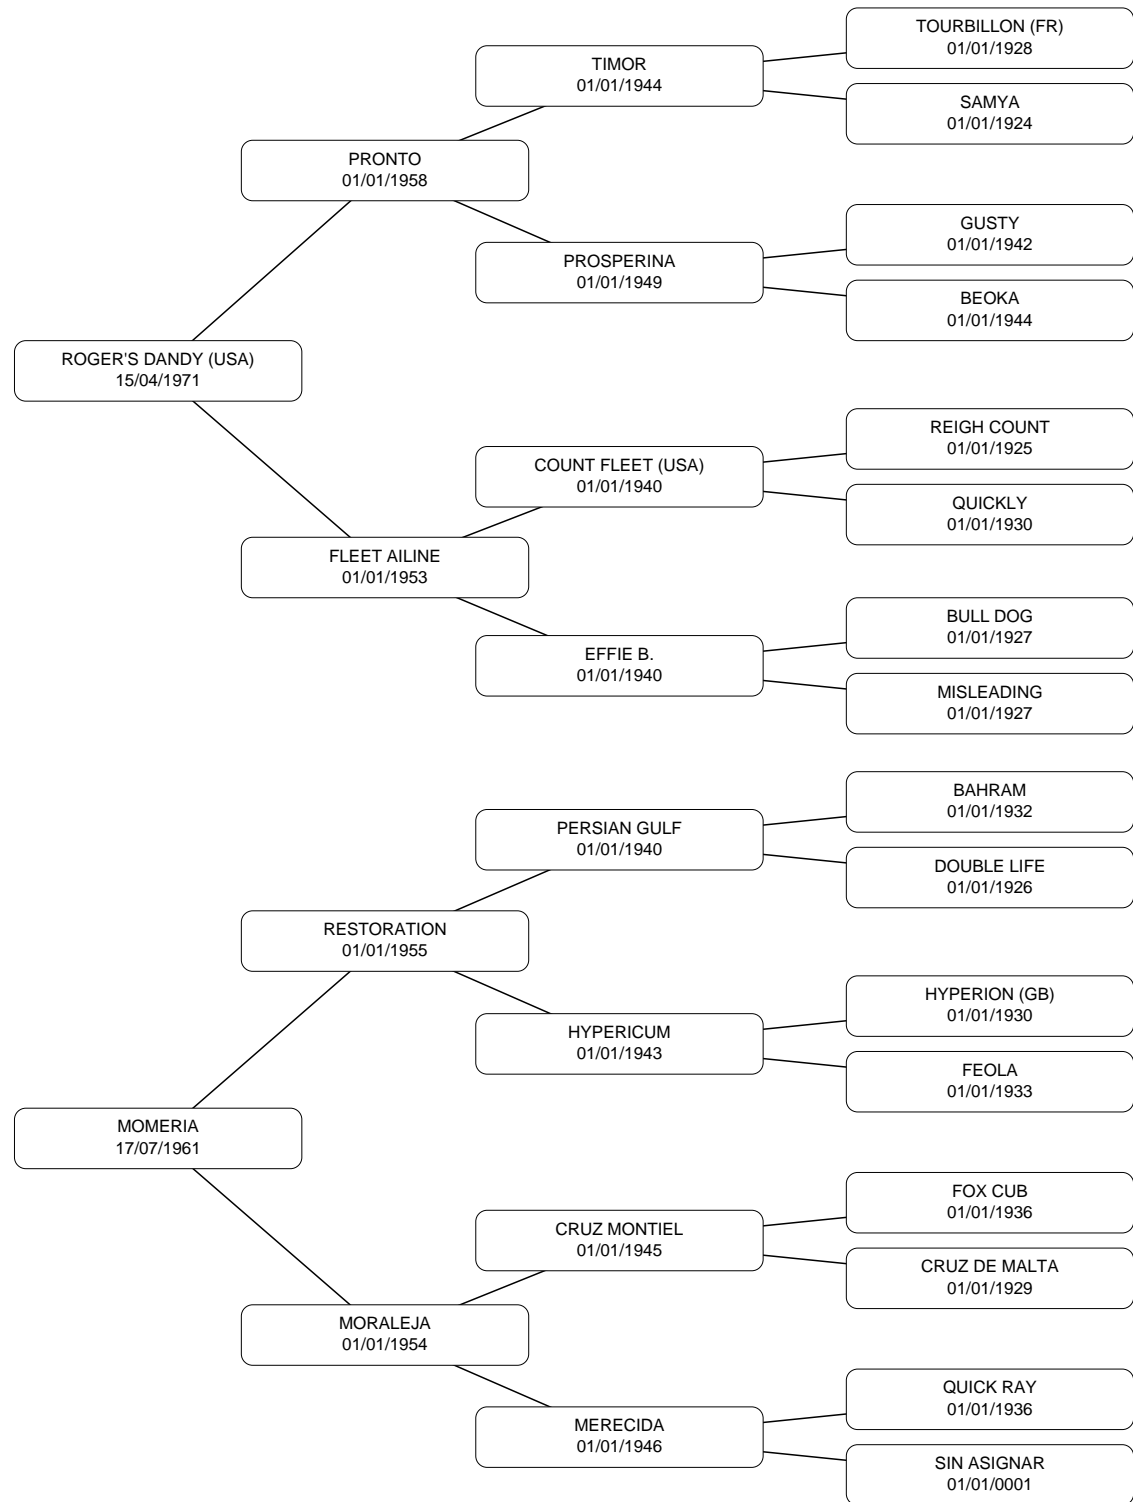 TOURBILLON (FR)
01/01/1928
TIMOR
01/01/1944
SAMYA
01/01/1924
PRONTO
01/01/1958
GUSTY
01/01/1942
PROSPERINA
01/01/1949
BEOKA
01/01/1944
ROGER'S DANDY (USA)
15/04/1971
REIGH COUNT
01/01/1925
COUNT FLEET (USA)
01/01/1940
QUICKLY
01/01/1930
FLEET AILINE
01/01/1953
BULL DOG
01/01/1927
EFFIE B.
01/01/1940
MISLEADING
01/01/1927
BAHRAM
01/01/1932
PERSIAN GULF
01/01/1940
DOUBLE LIFE
01/01/1926
RESTORATION
01/01/1955
HYPERION (GB)
01/01/1930
HYPERICUM
01/01/1943
FEOLA
01/01/1933
MOMERIA
17/07/1961
FOX CUB
01/01/1936
CRUZ MONTIEL
01/01/1945
CRUZ DE MALTA
01/01/1929
MORALEJA
01/01/1954
QUICK RAY
01/01/1936
MERECIDA
01/01/1946
SIN ASIGNAR
01/01/0001